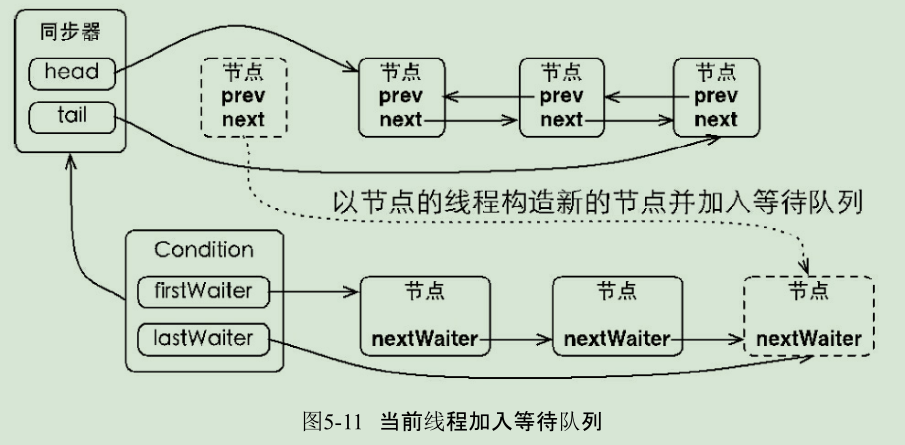 同步器
head
tail
节点
prev
next
节点
prev
next
节点
prev
next
节点
prev
next
以节点的线程构造新的节点并加入等待队列
Condition
firstWaiter
lastWaiter
节点
nextWaiter
节点
nextWaiter
节点
nextWaiter
图5-11 当前线程加入等待队列